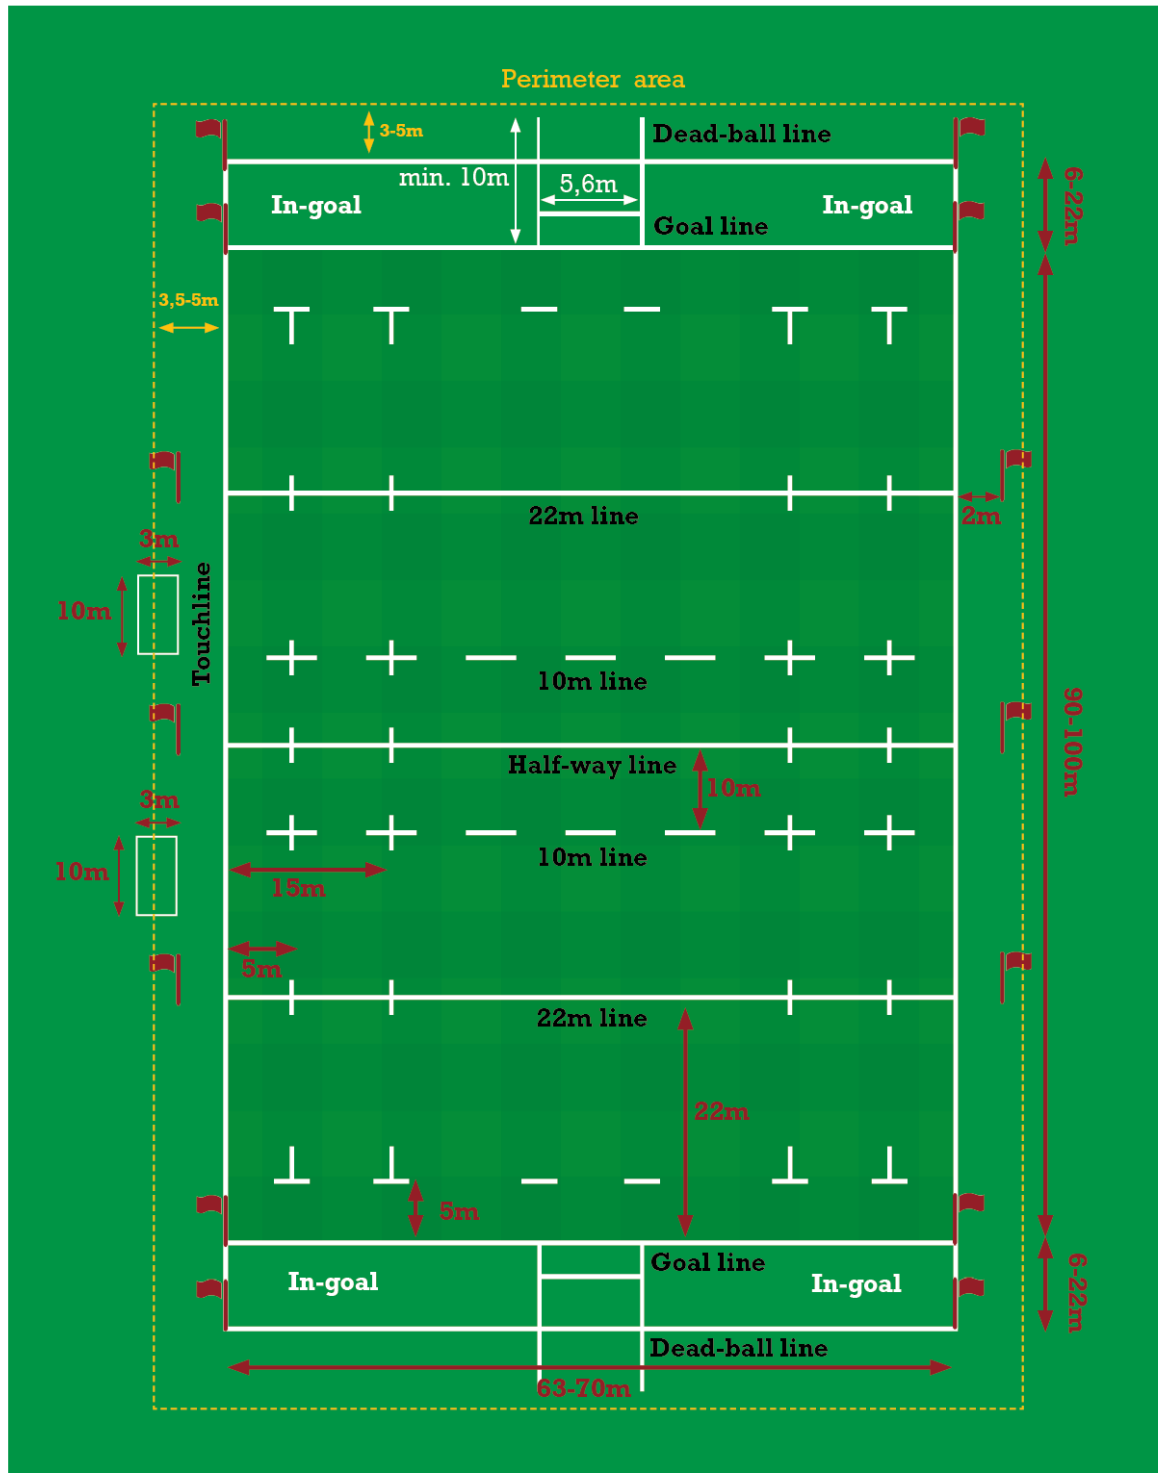 Perimeter area
3-5m
Dead-ball line
min. 10m
5,6m
In-goal
In-goal
6-22m
Goal line
3,5-5m
22m line
2m
3m
10m
Touchline
10m line
90-100m
Half-way line
10m
3m
10m line
10m
15m
5m
22m line
22m
5m
Goal line
In-goal
In-goal
6-22m
Dead-ball line
63-70m